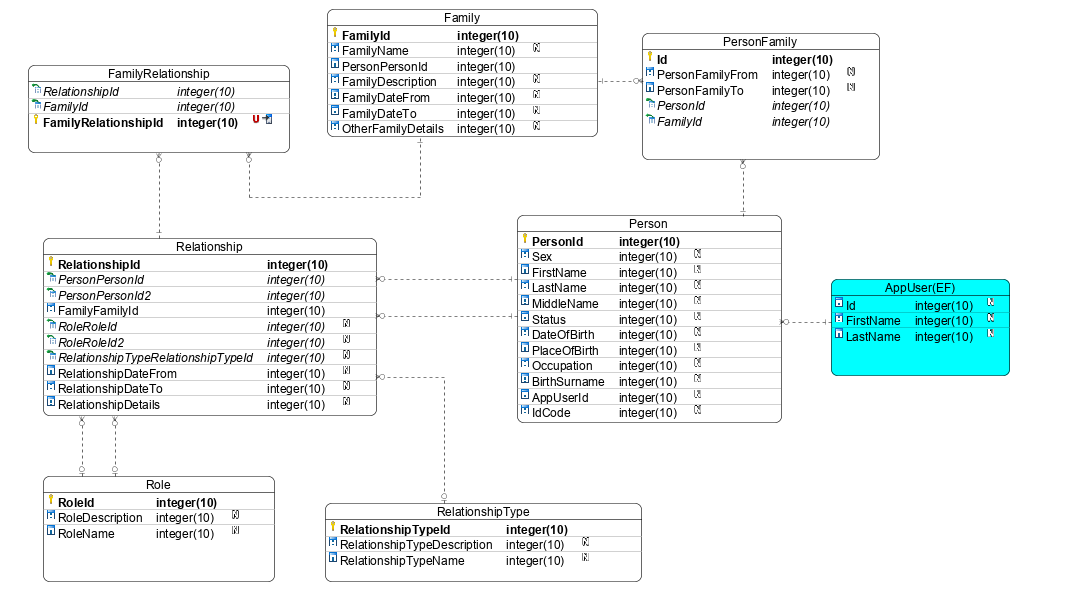 Family
FamilyId integer(10)
FamilyName integer(10) N
PersonPersonId integer(10)
FamilyDescription integer(10) N
FamilyDateFrom integer(10) N
FamilyDateTo integer(10) N
OtherFamilyDetails integer(10) N
PersonFamily
Id integer(10)
PersonFamilyFrom integer(10) N
PersonFamilyTo integer(10) N
PersonId integer(10)
FamilyId integer(10)
FamilyRelationship
RelationshipId integer(10)
FamilyId integer(10)
FamilyRelationshipId integer(10) U
Relationship
RelationshipId integer(10)
PersonPersonId integer(10)
PersonPersonId2 integer(10)
FamilyFamilyId integer(10)
RoleRoleId integer(10) N
RoleRoleId2 integer(10) N
RelationshipTypeRelationshipTypeId integer(10) N
RelationshipDateFrom integer(10) N
RelationshipDateTo integer(10) N
RelationshipDetails integer(10) N
Person
PersonId integer(10)
Sex integer(10) N
FirstName integer(10) N
LastName integer(10) N
MiddleName integer(10) N
Status integer(10) N
DateOfBirth integer(10) N
PlaceOfBirth integer(10) N
Occupation integer(10) N
BirthSurname integer(10) N
AppUserId integer(10) N
IdCode integer(10) N
AppUser(EF)
Id integer(10) N
FirstName integer(10) N
LastName integer(10) N
Role
RoleId integer(10)
RoleDescription integer(10) N
RoleName integer(10) N
RelationshipType
RelationshipTypeId integer(10)
RelationshipTypeDescription integer(10) N
RelationshipTypeName integer(10) N